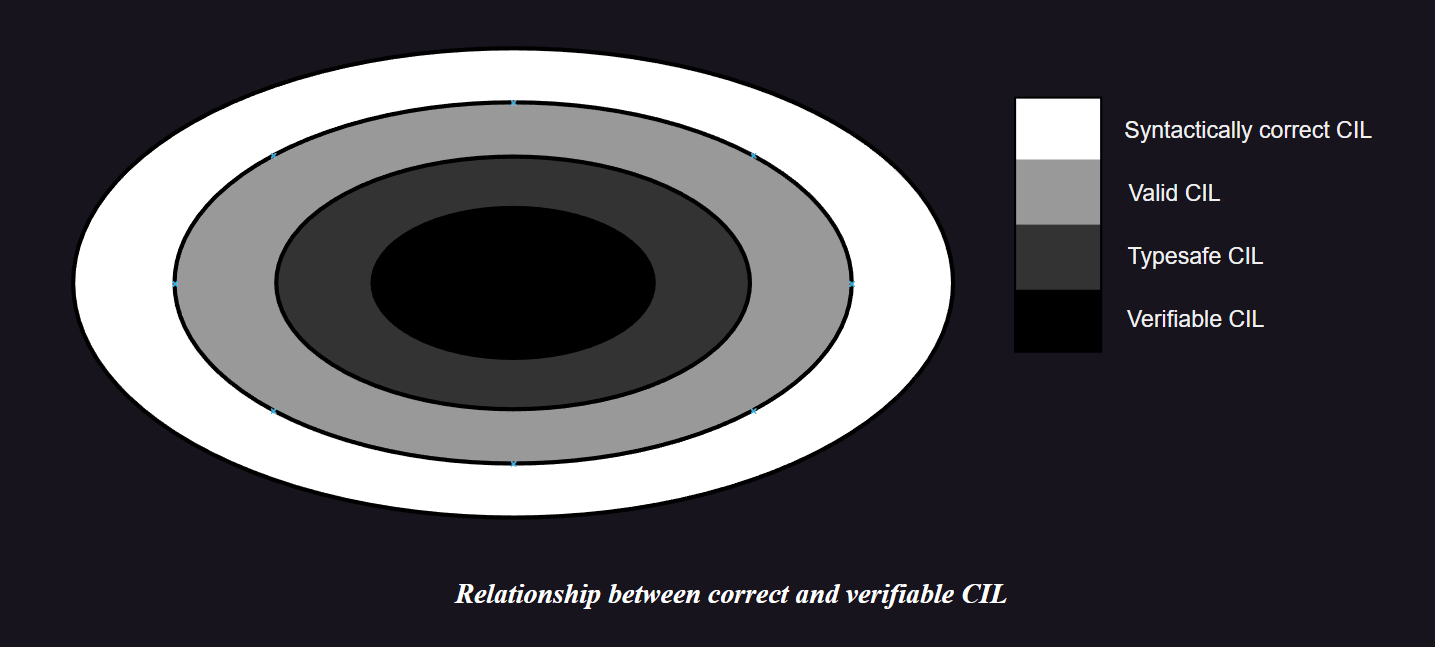 Syntactically correct CIL
Valid CIL
Typesafe CIL
Verifiable CIL
Relationship between correct and verifiable CIL